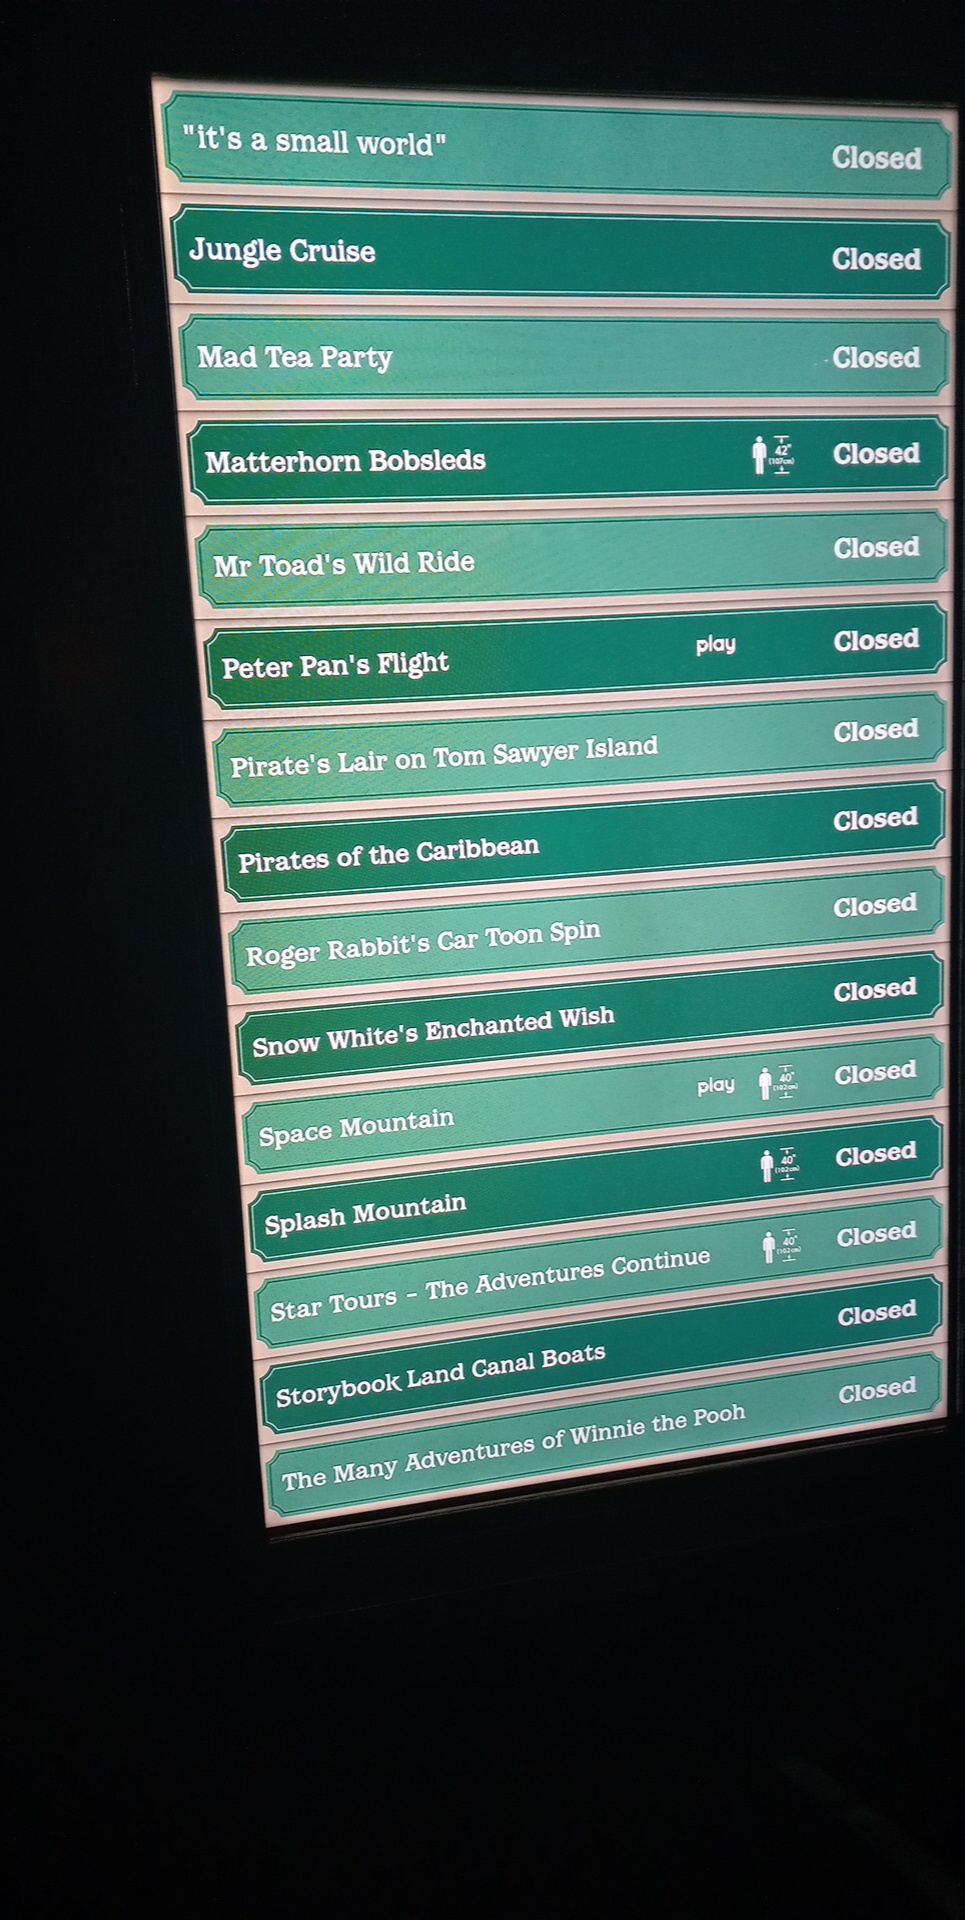 "it's a small world" Closed
Jungle Cruise Closed
Mad Tea Party Closed
Matterhorn Bobsleds 42" (107cm) Closed
Mr Toad's Wild Ride Closed
Peter Pan's Flight play Closed
Pirate's Lair on Tom Sawyer Island Closed
Pirates of the Caribbean Closed
Roger Rabbit's Car Toon Spin Closed
Snow White's Enchanted Wish Closed
Space Mountain play 40" (102cm) Closed
Splash Mountain 40" (102cm) Closed
Star Tours - The Adventures Continue 40" (102cm) Closed
Storybook Land Canal Boats Closed
The Many Adventures of Winnie the Pooh Closed